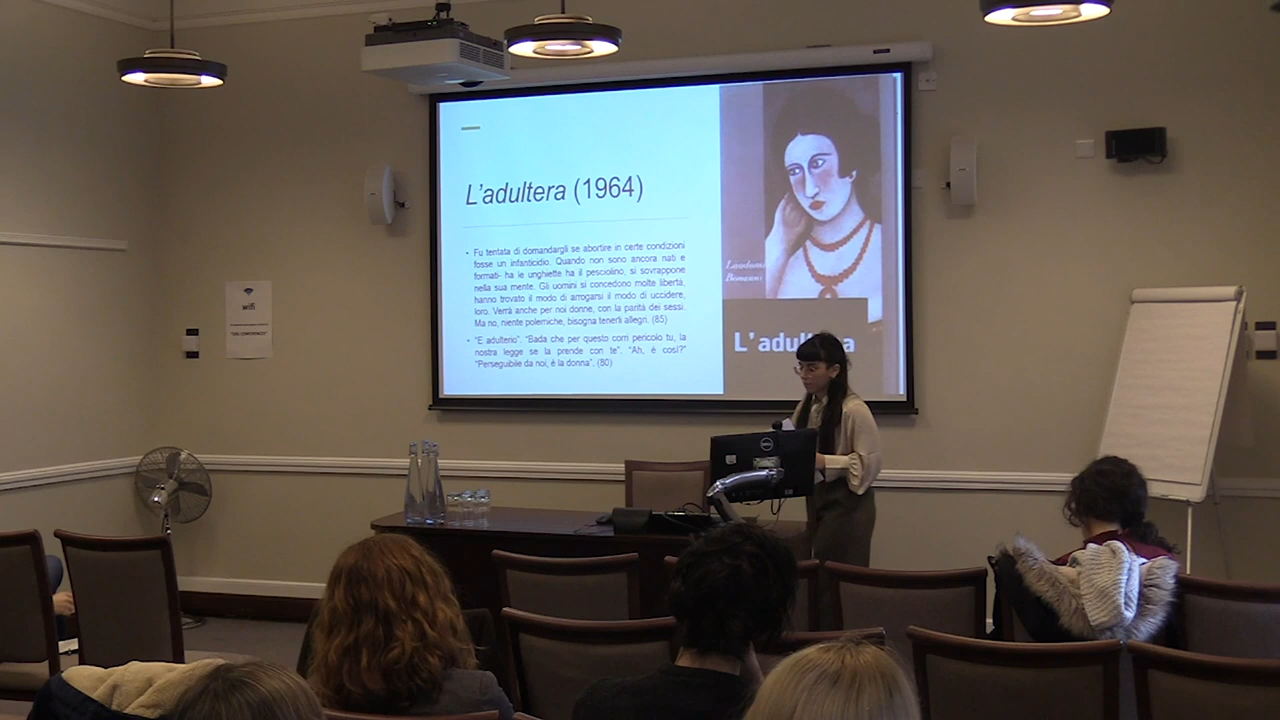 L'adultera (1964)
• Fu tentata di domandargli se abortire in certe condizioni
fosse un infanticidio. Quando non sono ancora nati e
formati- ha le unghiette ha il pesciolino, si sovrappone
nella sua mente. Gli uomini si concedono molte libertà,
hanno trovato il modo di arrogarsi il modo di uccidere,
loro. Verrà anche per noi donne, con la parità dei sessi.
Ma no, niente polemiche, bisogna tenerli allegri. (85)
• "E adulterio". "Bada che per questo corri pericolo tu, la
nostra legge se la prende con te". "Ah, è così?"
"Perseguibile da noi, è la donna". (80)
Laudomia
Bonanni
L'adultera
wifi
DELL